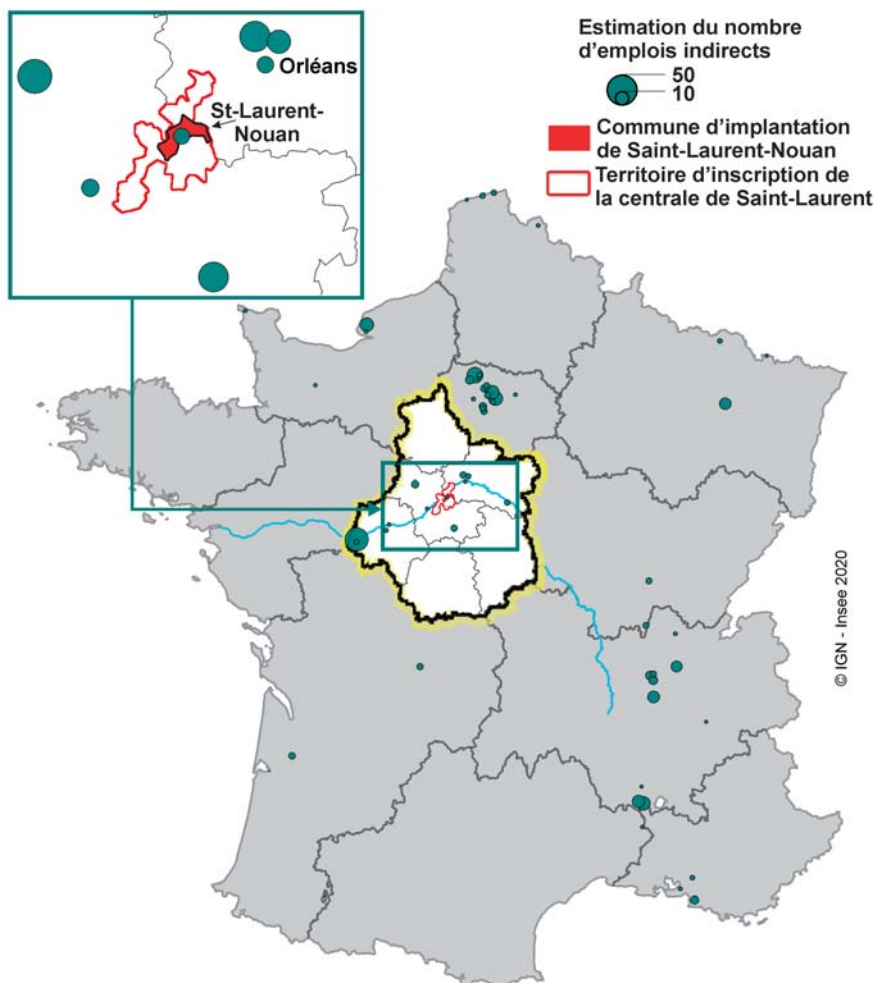 Estimation du nombre
d'emplois indirects
50
10
Commune d'implantation
de Saint-Laurent-Nouan
Territoire d'inscription de
la centrale de Saint-Laurent
Orléans
St-Laurent-
Nouan
© IGN - Insee 2020